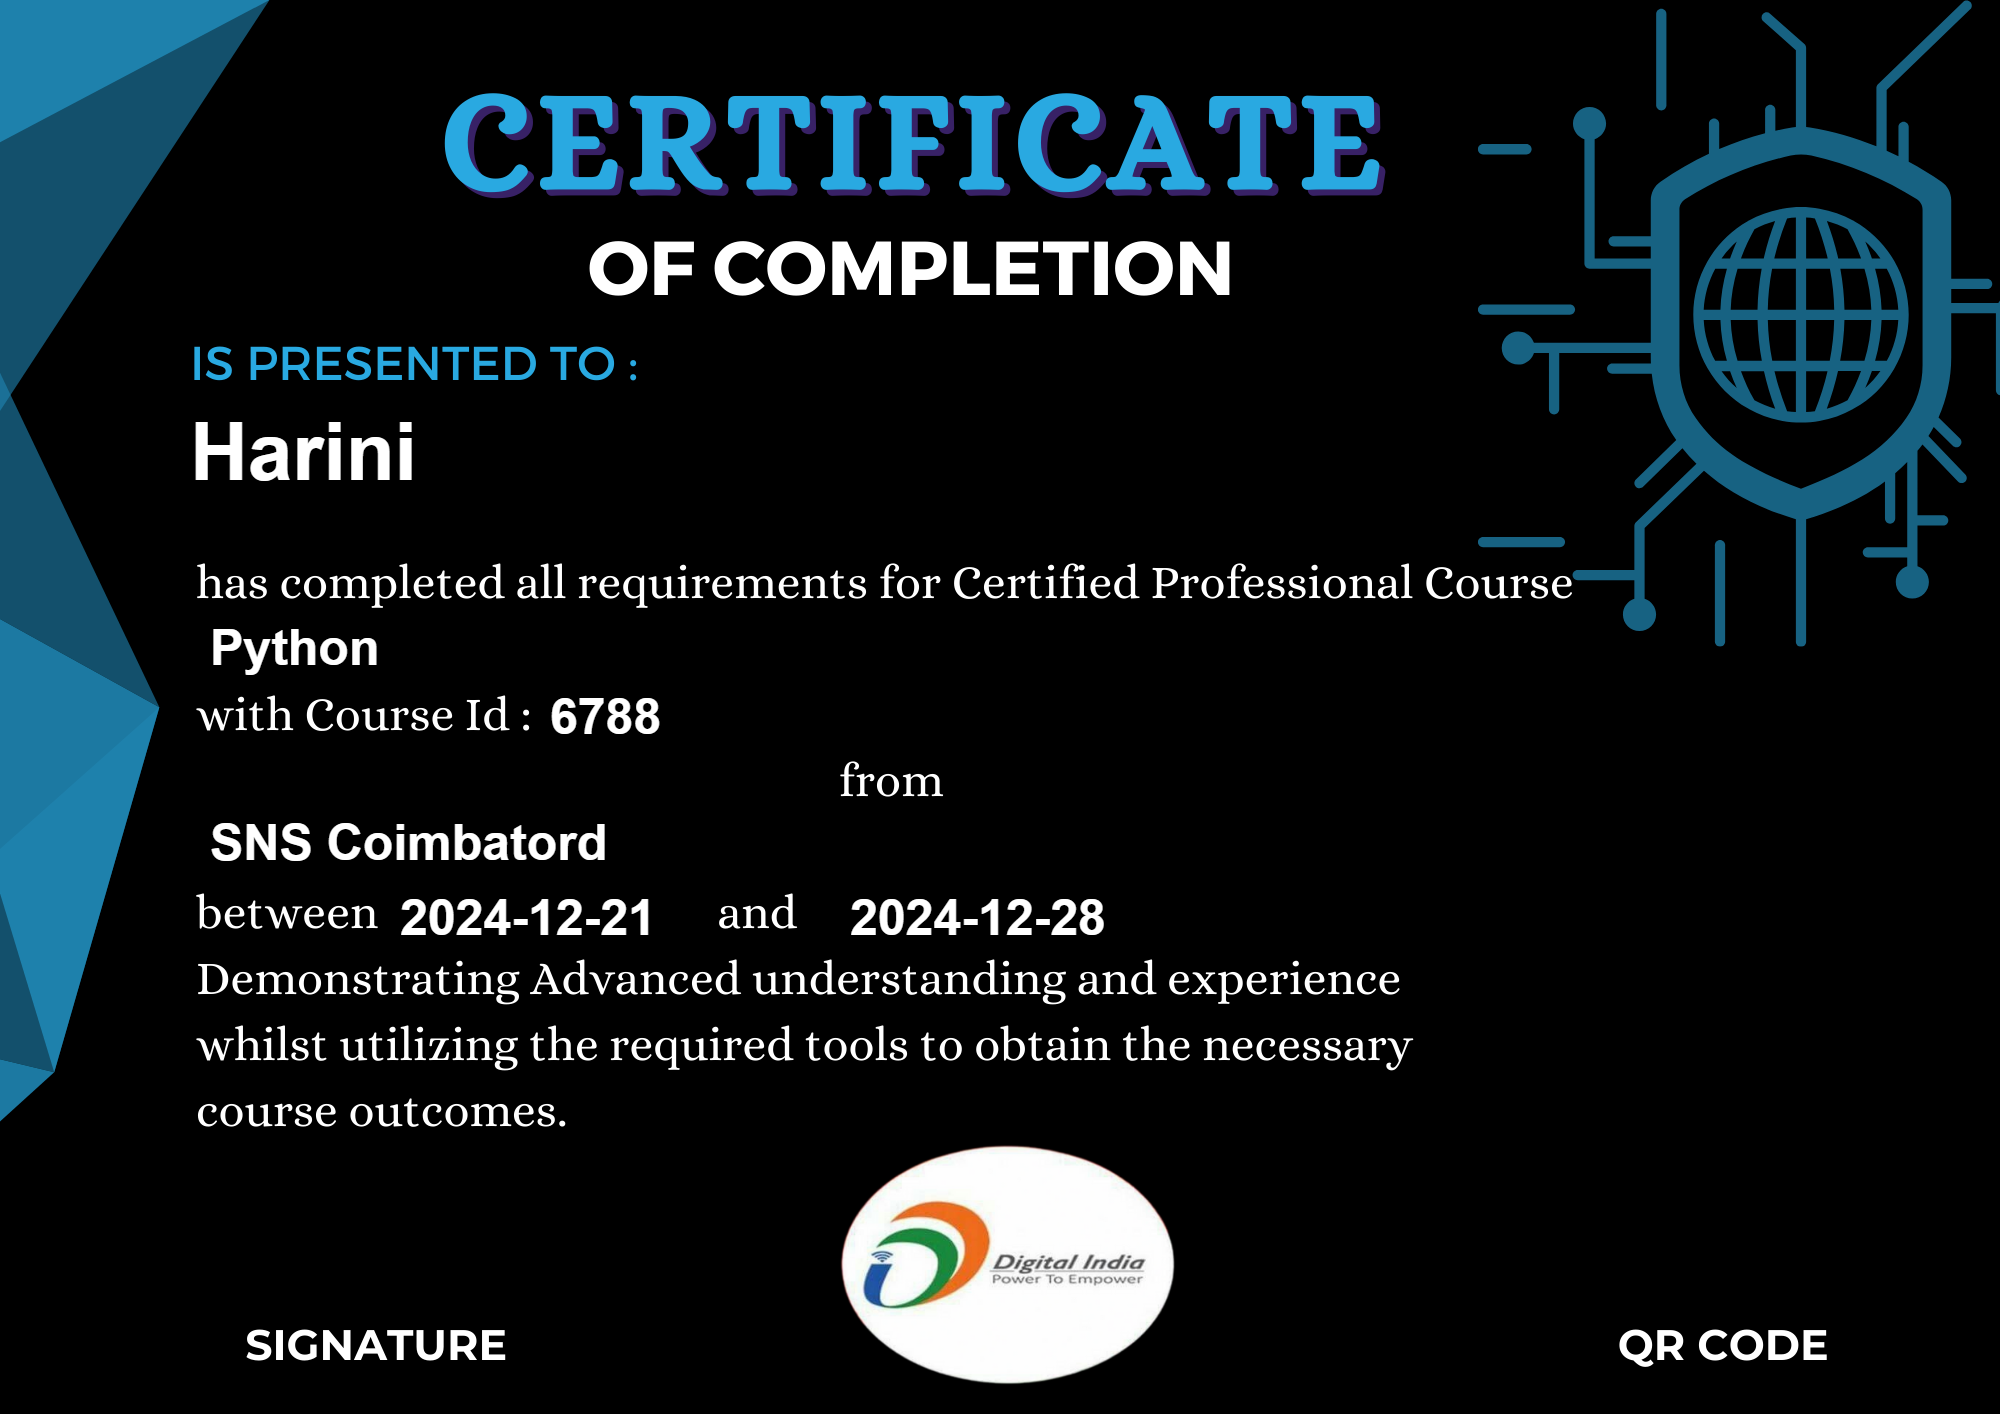 CERTIFICATE
OF COMPLETION
IS PRESENTED TO :
Harini
has completed all requirements for Certified Professional Course
Python
with Course Id : 6788
from
SNS Coimbatord
between 2024-12-21 and 2024-12-28
Demonstrating Advanced understanding and experience
whilst utilizing the required tools to obtain the necessary
course outcomes.
Digital India
Power To Empower
SIGNATURE
QR CODE